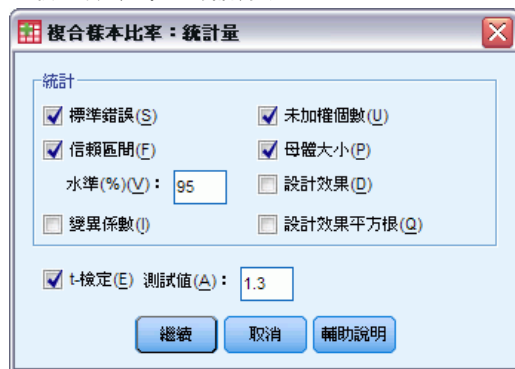 複合樣本比率：統計量
統計
標準錯誤(S)
未加權個數(U)
信賴區間(F)
母體大小(P)
水準(%)(V)： 95
設計效果(D)
變異係數(I)
設計效果平方根(Q)
t-檢定(E) 測試值(A)： 1.3
繼續 取消 輔助說明